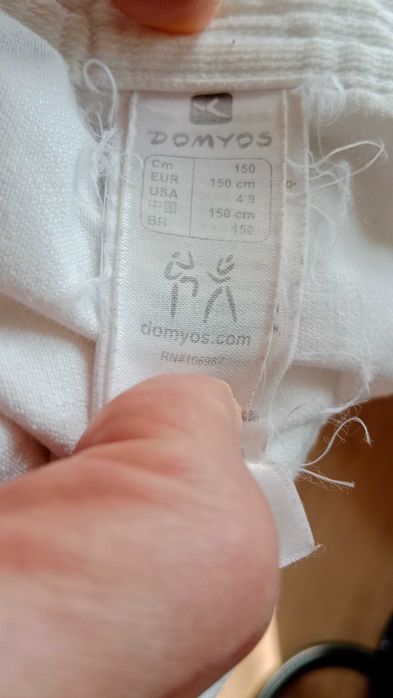 DOMYOS
Cm 150
EUR 150 cm
USA 4'9
中国 150 cm
BR 150
domyos.com
RN#106987